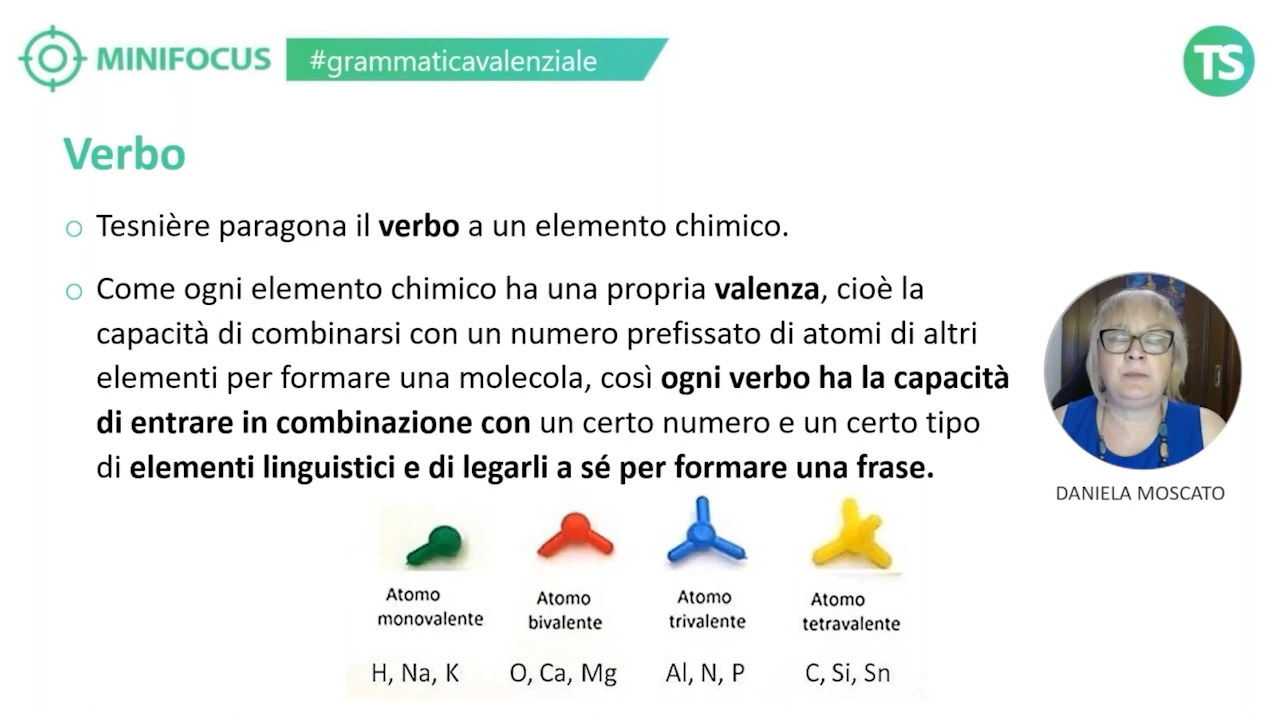 MINIFOCUS #grammaticavalenziale TS
Verbo
Tesnière paragona il verbo a un elemento chimico.
Come ogni elemento chimico ha una propria valenza, cioè la
capacità di combinarsi con un numero prefissato di atomi di altri
elementi per formare una molecola, così ogni verbo ha la capacità
di entrare in combinazione con un certo numero e un certo tipo
di elementi linguistici e di legarli a sé per formare una frase.
DANIELA MOSCATO
Atomo monovalente
Atomo bivalente
Atomo trivalente
Atomo tetravalente
H, Na, K
O, Ca, Mg
Al, N, P
C, Si, Sn